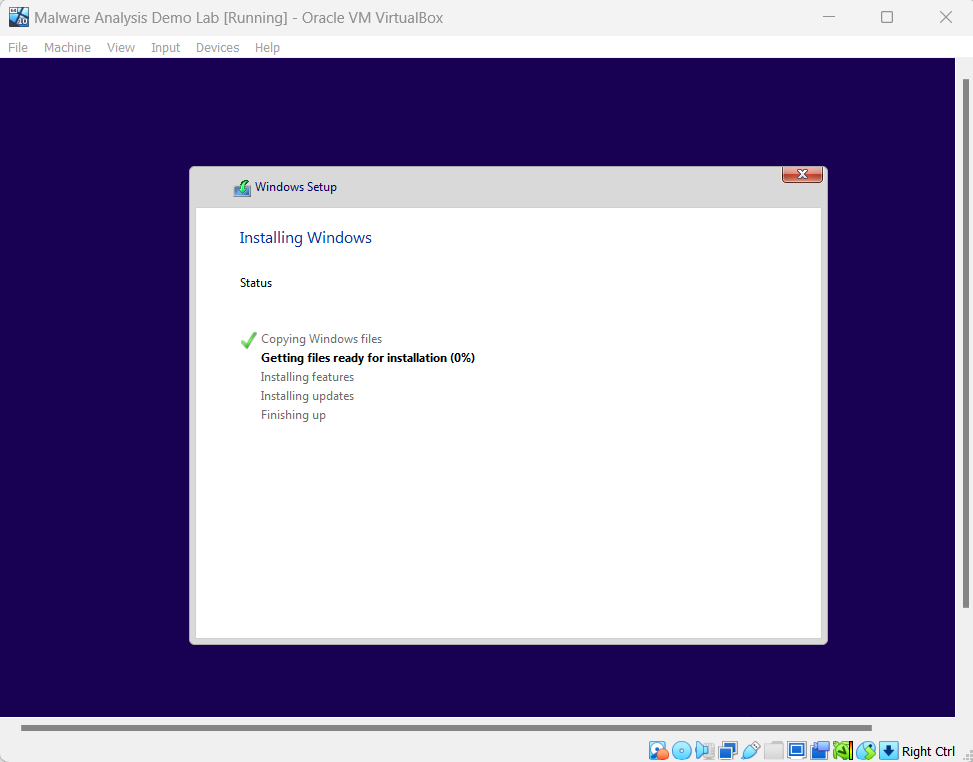 Malware Analysis Demo Lab [Running] - Oracle VM VirtualBox
File Machine View Input Devices Help
Windows Setup
Installing Windows
Status
Copying Windows files
Getting files ready for installation (0%)
Installing features
Installing updates
Finishing up
Right Ctrl